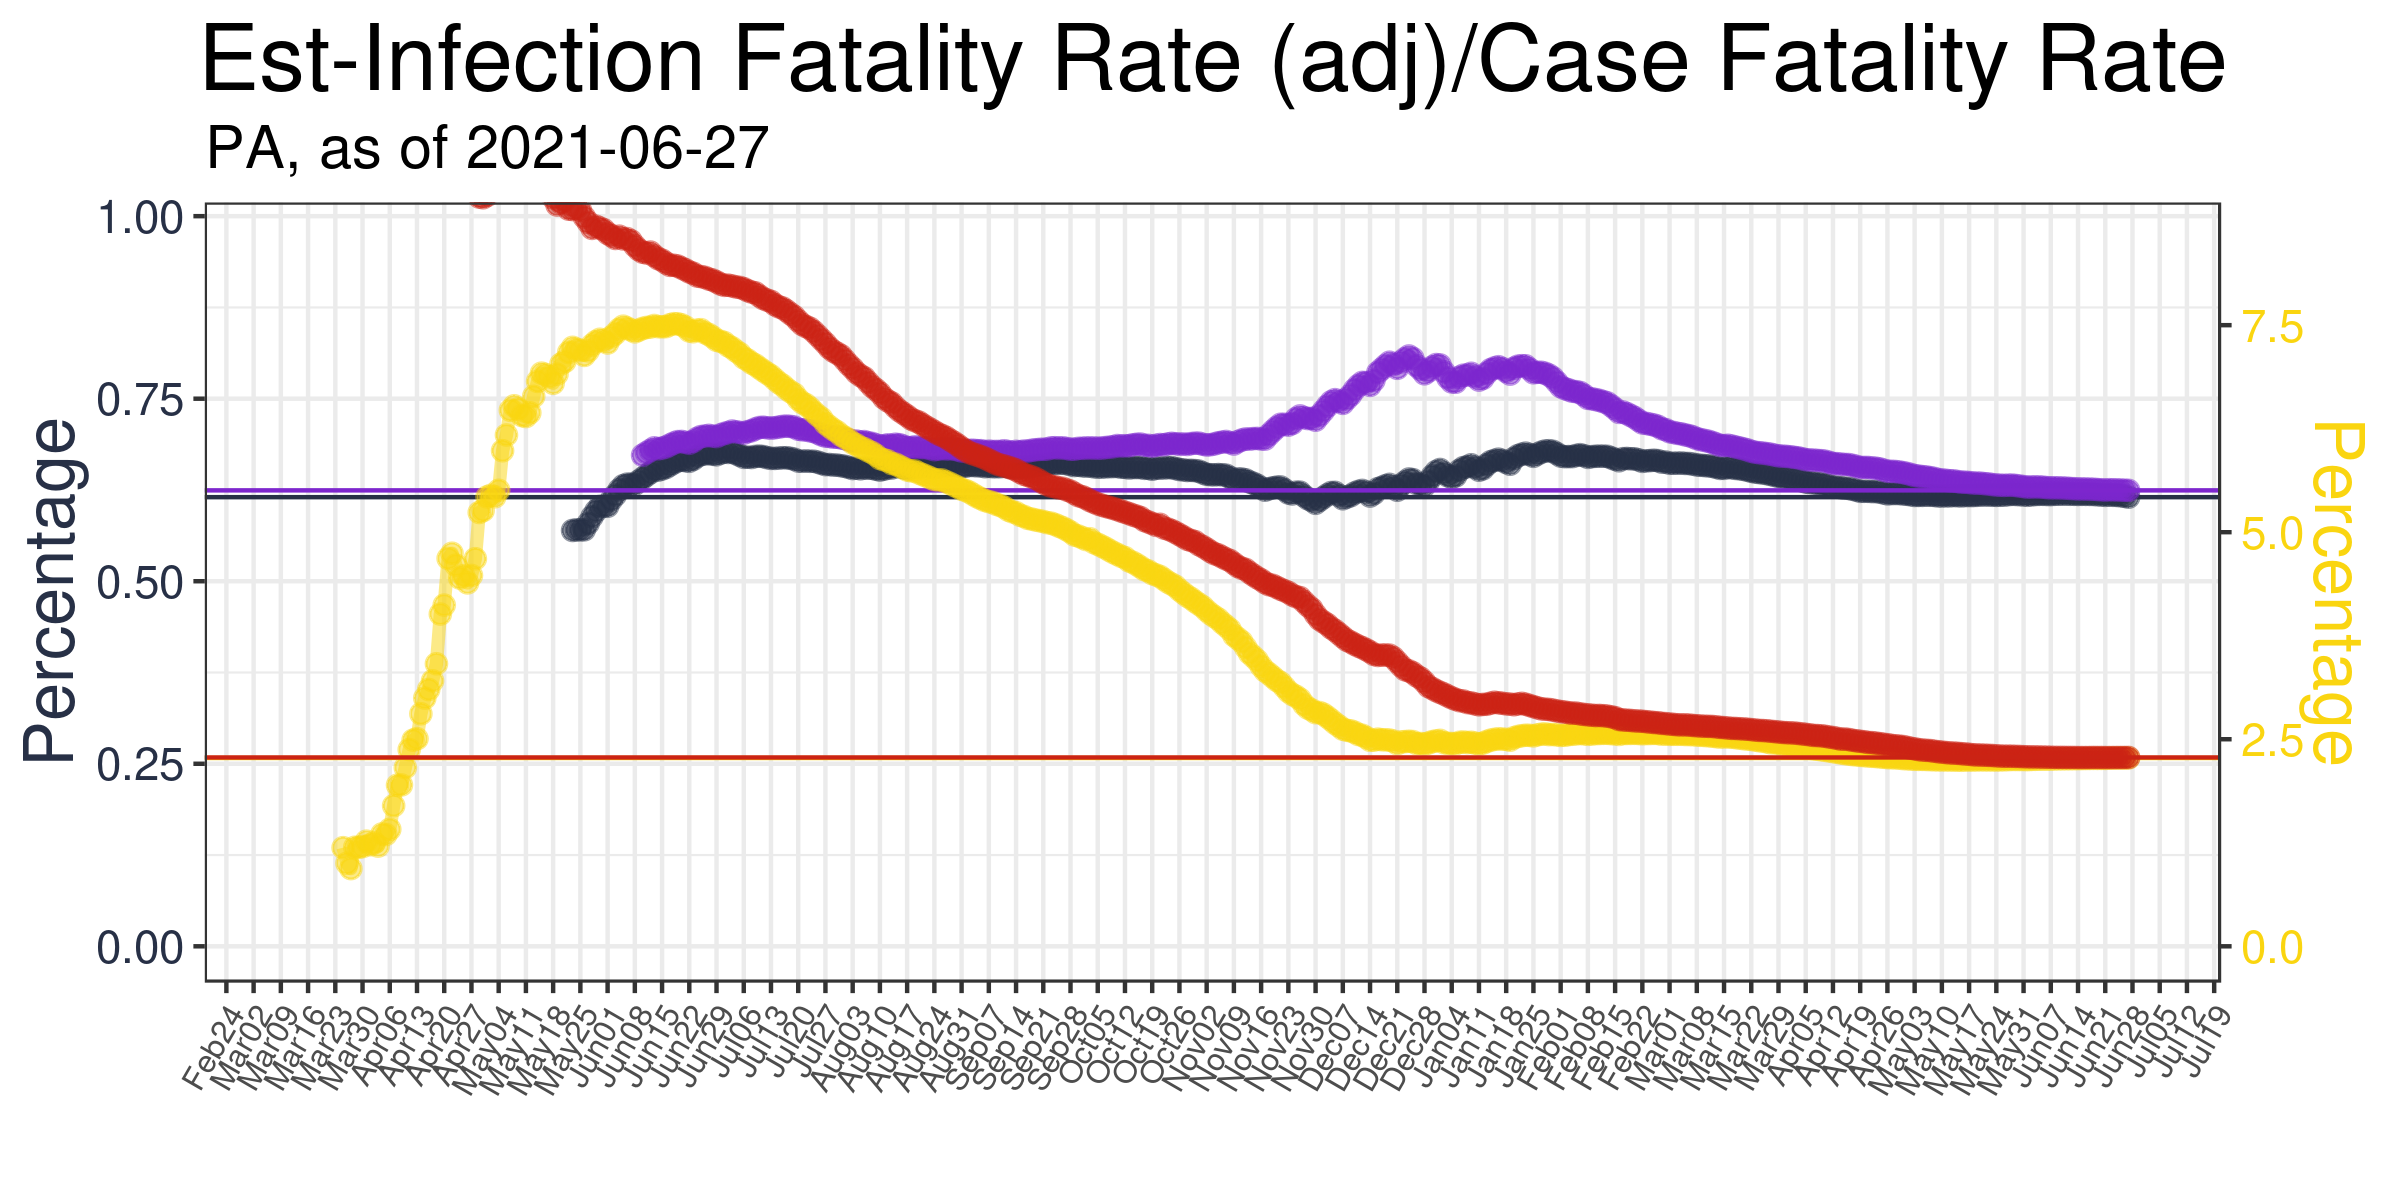 Est-Infection Fatality Rate (adj)/Case Fatality Rate
PA, as of 2021-06-27
Percentage
1.00
0.75
0.50
0.25
0.00
7.5
5.0
2.5
0.0
Percentage
Feb24
Mar02
Mar09
Mar16
Mar23
Mar30
Apr06
Apr13
Apr20
Apr27
May04
May11
May18
May25
Jun01
Jun08
Jun15
Jun22
Jun29
Jul06
Jul13
Jul20
Jul27
Aug03
Aug10
Aug17
Aug24
Aug31
Sep07
Sep14
Sep21
Sep28
Oct05
Oct12
Oct19
Oct26
Nov02
Nov09
Nov16
Nov23
Nov30
Dec07
Dec14
Dec21
Dec28
Jan04
Jan11
Jan18
Jan25
Feb01
Feb08
Feb15
Feb22
Mar01
Mar08
Mar15
Mar22
Mar29
Apr05
Apr12
Apr19
Apr26
May03
May10
May17
May24
May31
Jun07
Jun14
Jun21
Jun28
Jul05
Jul12
Jul19